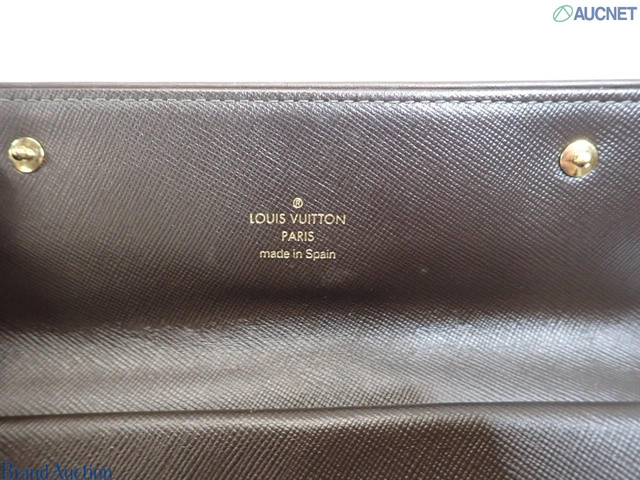 AUCNET
®
LOUIS VUITTON
PARIS
made in Spain
Brand Auction